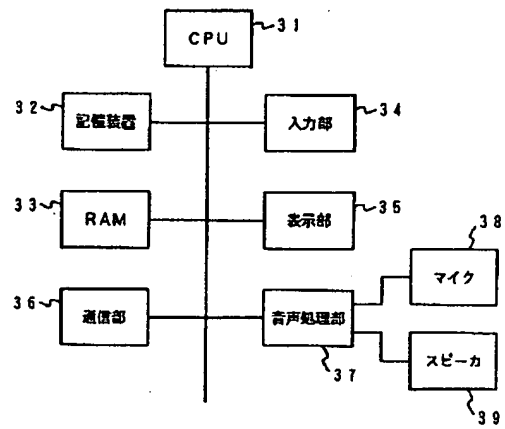 31
CPU
32
記憶装置
34
入力部
33
RAM
35
表示部
38
マイク
36
通信部
音声処理部
37
スピーカ
39